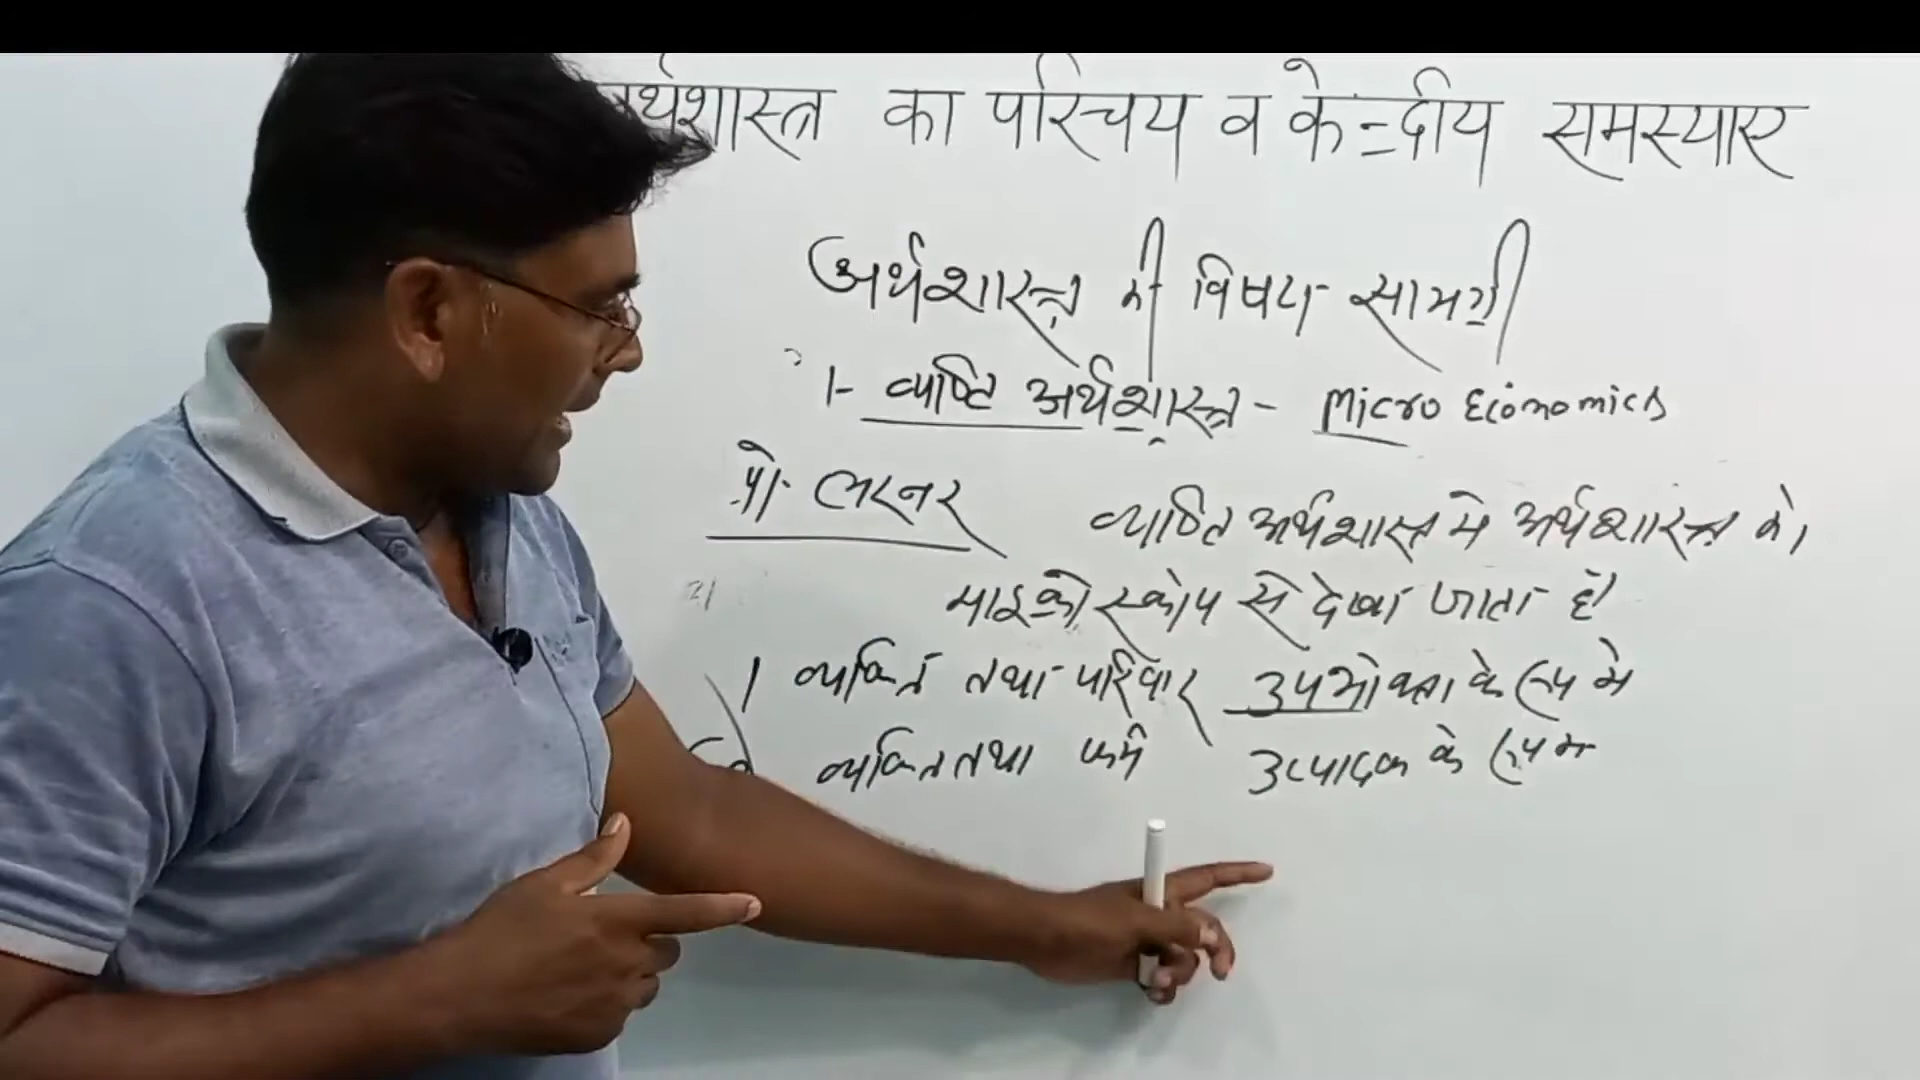 र्थशास्त्र का परिचय व केन्द्रीय समस्याए
अर्थशास्त्र की विषय सामग्री
1- व्यष्टि अर्थशास्त्र - Micro Economics
प्रो. लरनर व्यष्टि अर्थशास्त्र मे अर्थशास्त्र को
माइक्रो स्कोप से देखा जाता है
1 व्यक्ति तथा परिवार उपभोक्ता के रूप मे
व्यक्ति तथा फर्म उत्पादक के रूप म